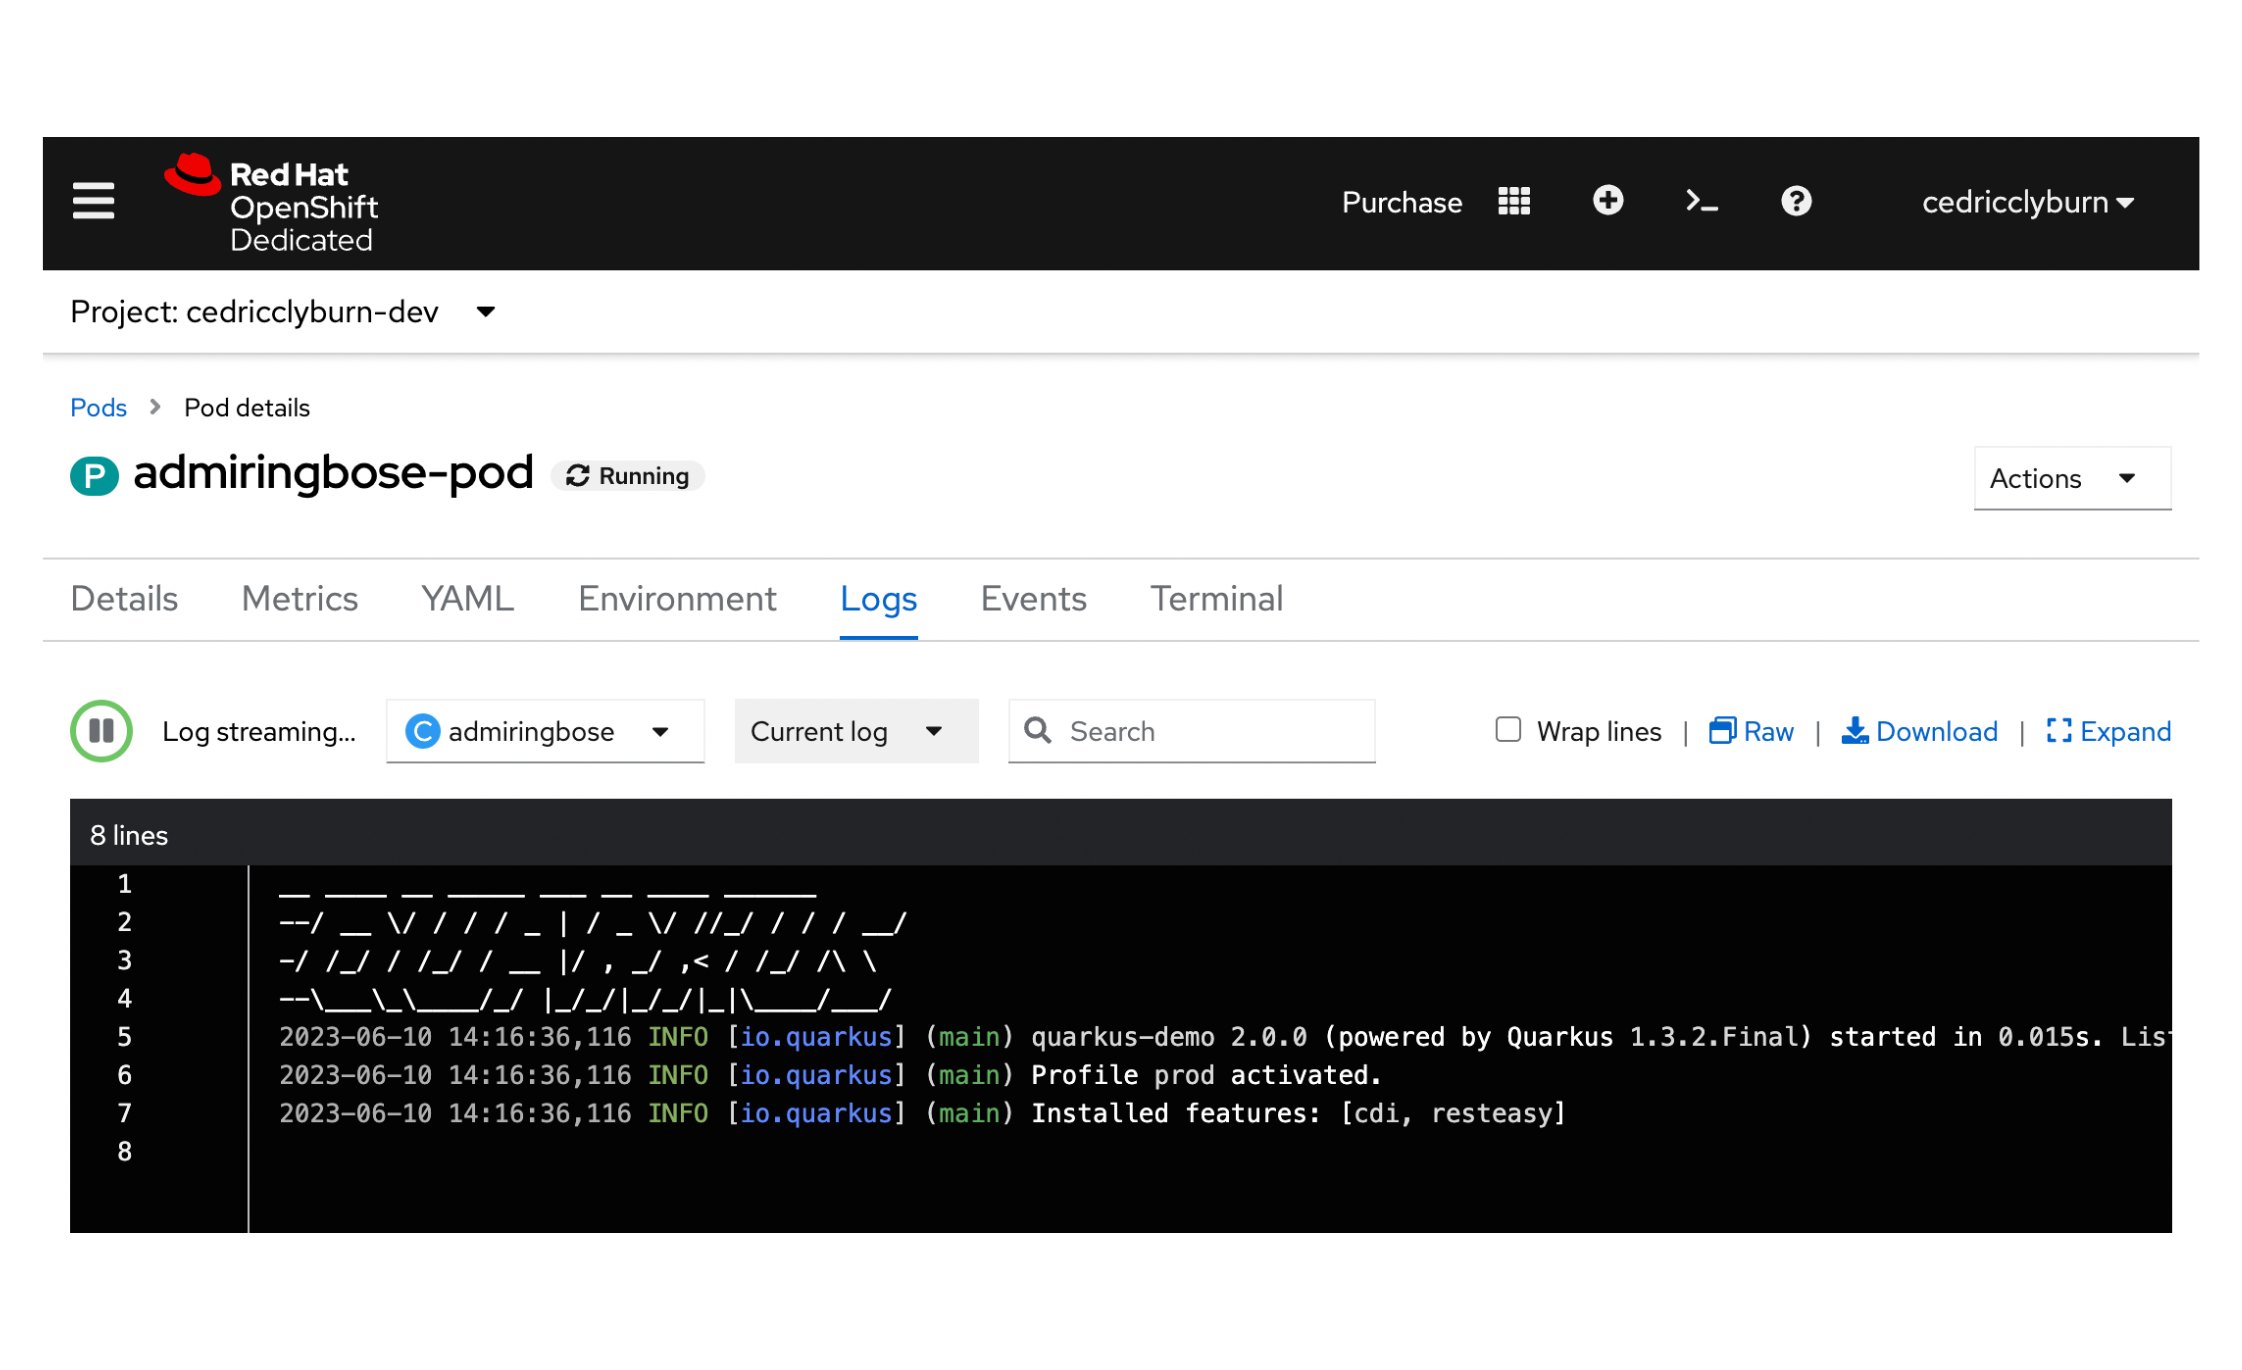 Red Hat
OpenShift
Dedicated
Purchase
cedricclyburn
Project: cedricclyburn-dev
Pods > Pod details
P admiringbose-pod Running
Actions
Details Metrics YAML Environment Logs Events Terminal
Log streaming... C admiringbose Current log Search Wrap lines | Raw | Download | Expand
8 lines
1 __ ____ __ _____ ___ __ ____ ______
2 --/ __ \/ / / / _ | / _ \/ //_/ / / / __/
3 -/ /_/ / /_/ / __ |/ , _/ ,< / /_/ /\ \
4 --\___\_\____/_/ |_/_/|_/_/|_|\____/___/
5 2023-06-10 14:16:36,116 INFO [io.quarkus] (main) quarkus-demo 2.0.0 (powered by Quarkus 1.3.2.Final) started in 0.015s. Lis
6 2023-06-10 14:16:36,116 INFO [io.quarkus] (main) Profile prod activated.
7 2023-06-10 14:16:36,116 INFO [io.quarkus] (main) Installed features: [cdi, resteasy]
8